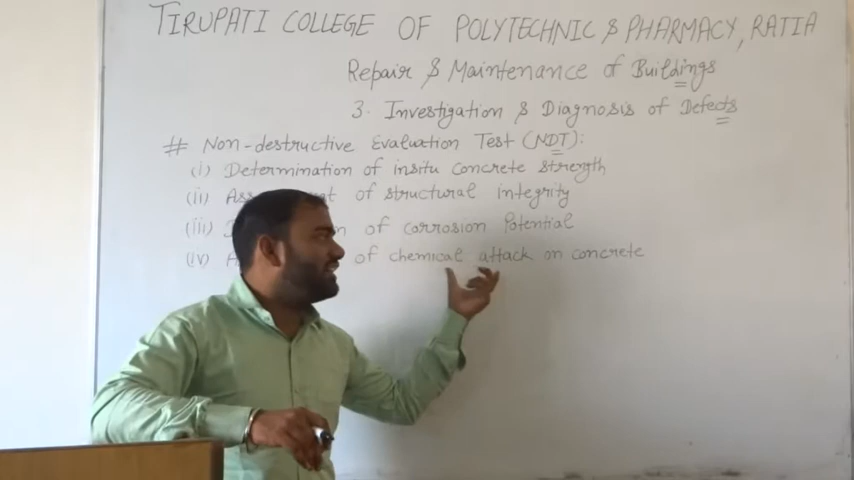 TIRUPATI COLLEGE OF POLYTECHNIC & PHARMACY, RATIA
Repair & Maintenance of Buildings
3. Investigation & Diagnosis of Defects
# Non-destructive Evaluation Test (NDT):
(i) Determination of insitu concrete strength
(ii) of structural integrity
(iii) of corrosion Potential
(iv) of chemical attack on concrete